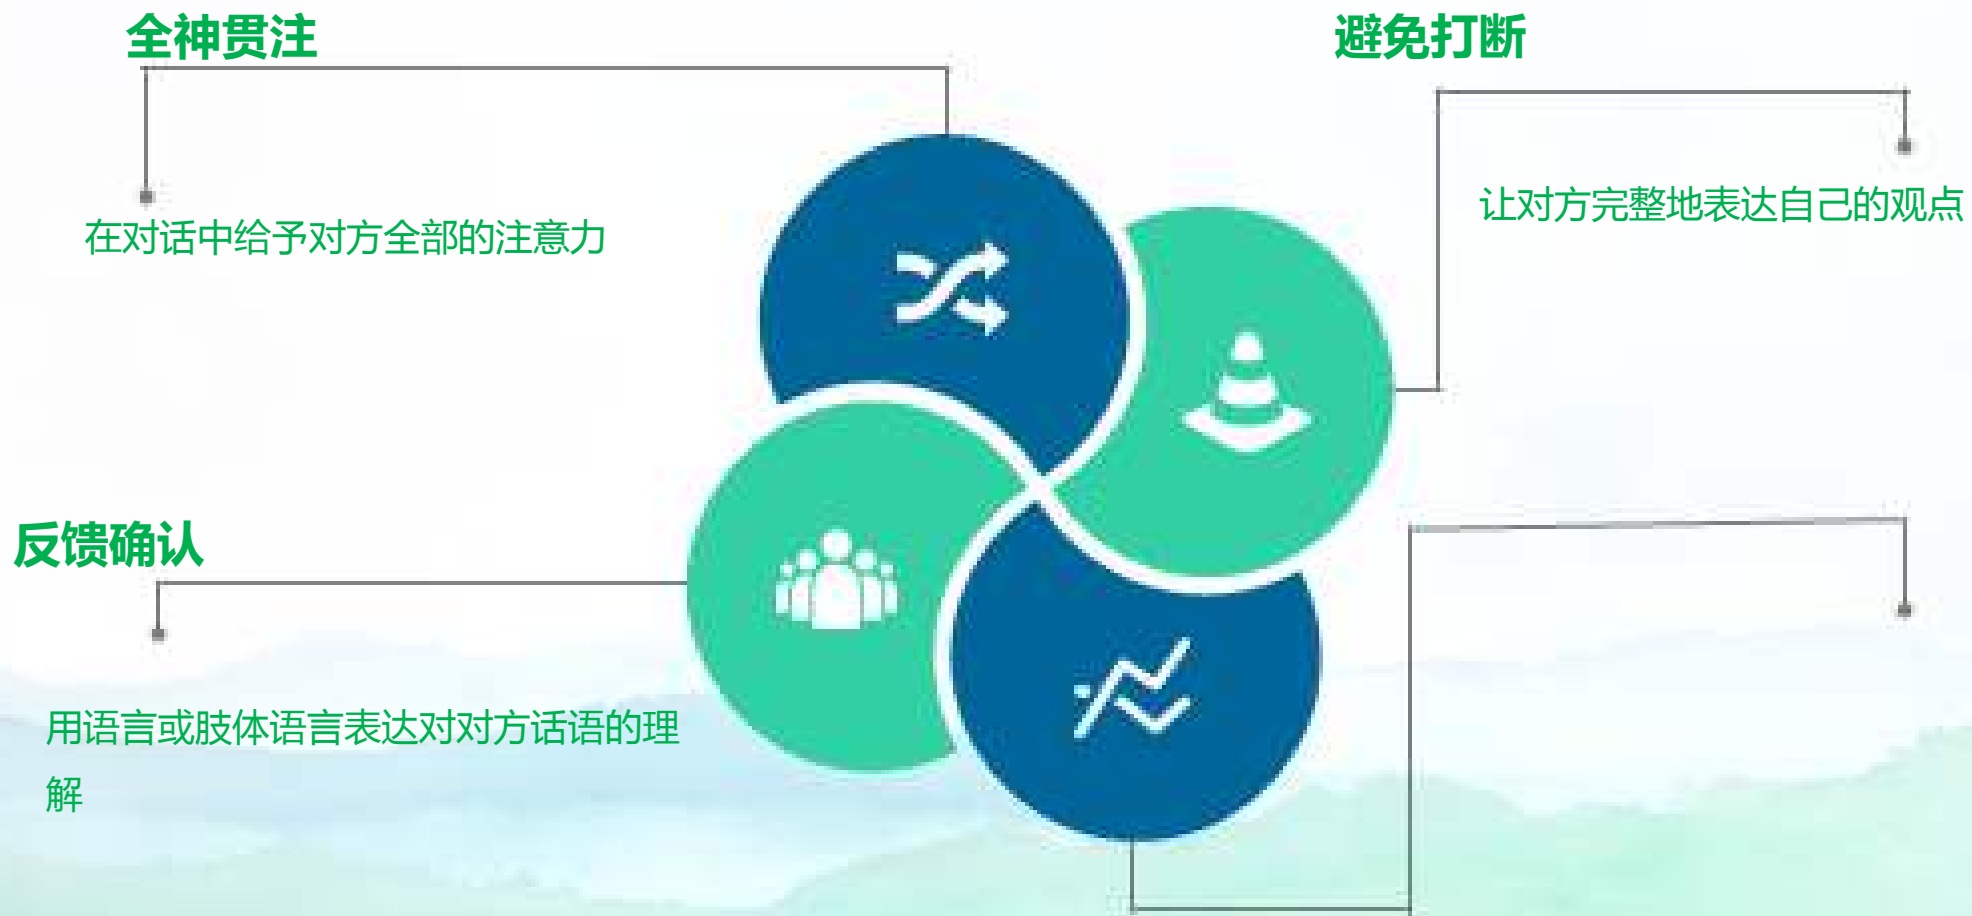 全神贯注
在对话中给予对方全部的注意力
避免打断
让对方完整地表达自己的观点
反馈确认
用语言或肢体语言表达对对方话语的理
解